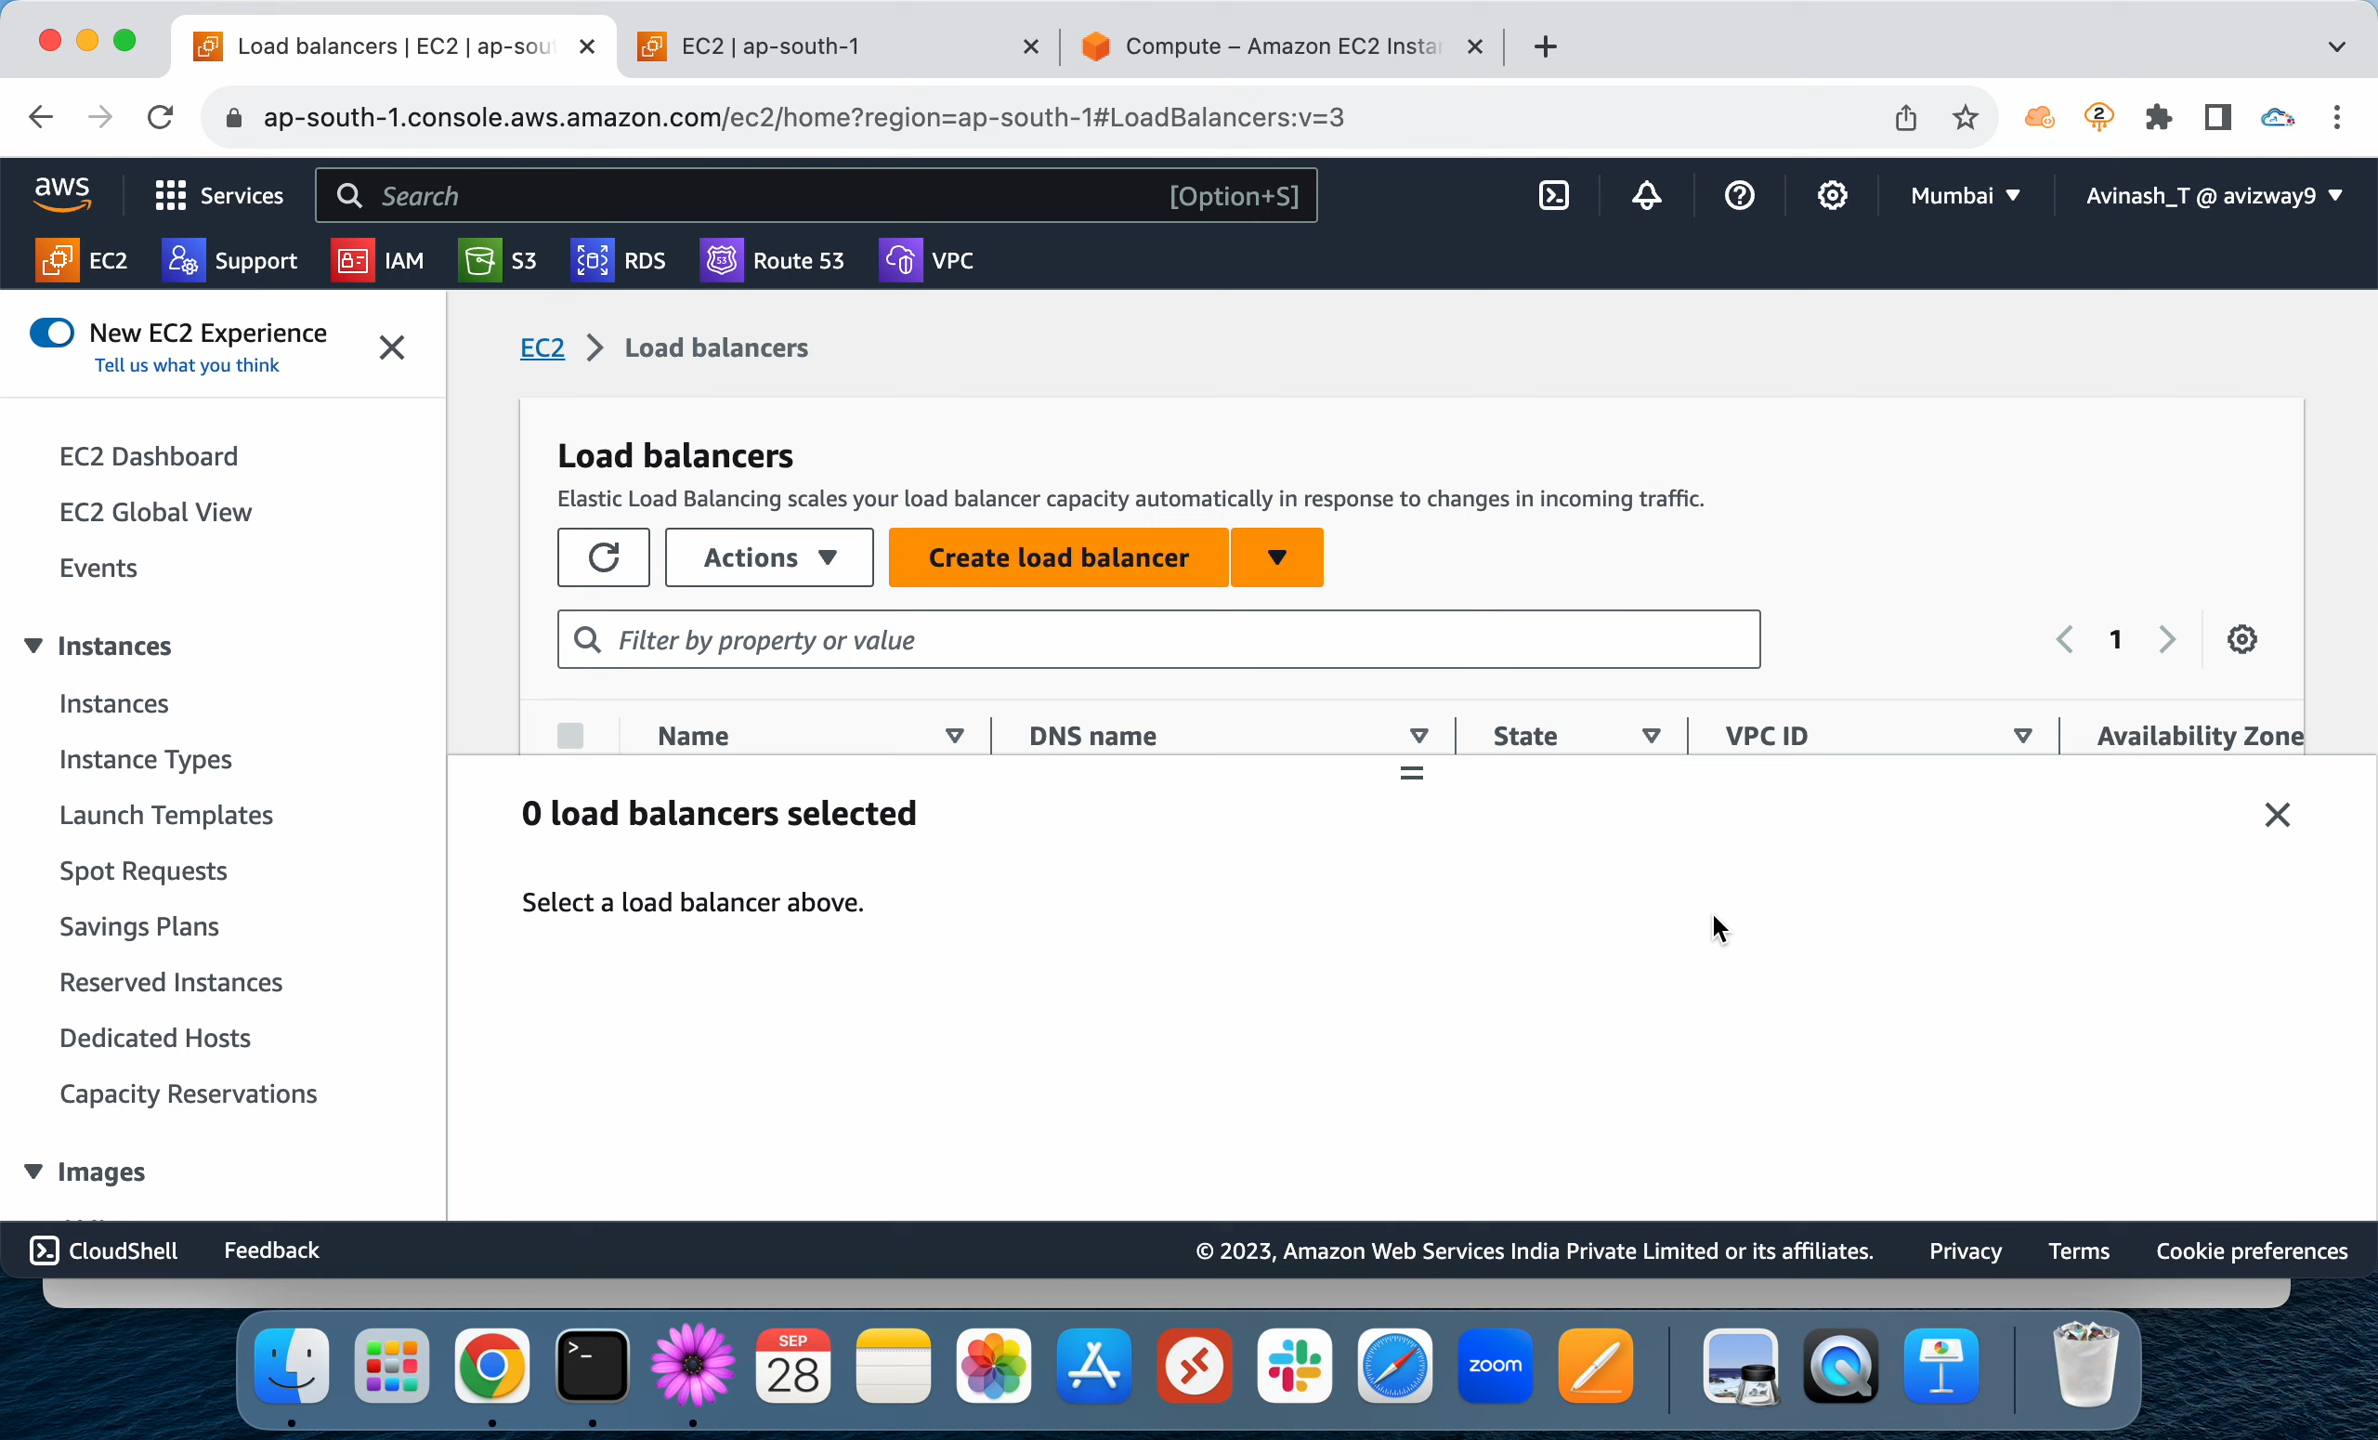 Load balancers | EC2 | ap-sou
EC2 | ap-south-1
Compute – Amazon EC2 Insta
ap-south-1.console.aws.amazon.com/ec2/home?region=ap-south-1#LoadBalancers:v=3
2
aws
Services
Search
[Option+S]
Mumbai
Avinash_T @ avizway9
EC2
Support
IAM
S3
RDS
53
Route 53
VPC
New EC2 Experience
Tell us what you think
EC2 Dashboard
EC2 Global View
Events
Instances
Instances
Instance Types
Launch Templates
Spot Requests
Savings Plans
Reserved Instances
Dedicated Hosts
Capacity Reservations
Images
EC2 > Load balancers
Load balancers
Elastic Load Balancing scales your load balancer capacity automatically in response to changes in incoming traffic.
Actions
Create load balancer
Filter by property or value
1
Name
DNS name
State
VPC ID
Availability Zone
0 load balancers selected
Select a load balancer above.
CloudShell
Feedback
© 2023, Amazon Web Services India Private Limited or its affiliates.
Privacy
Terms
Cookie preferences
SEP
28
zoom